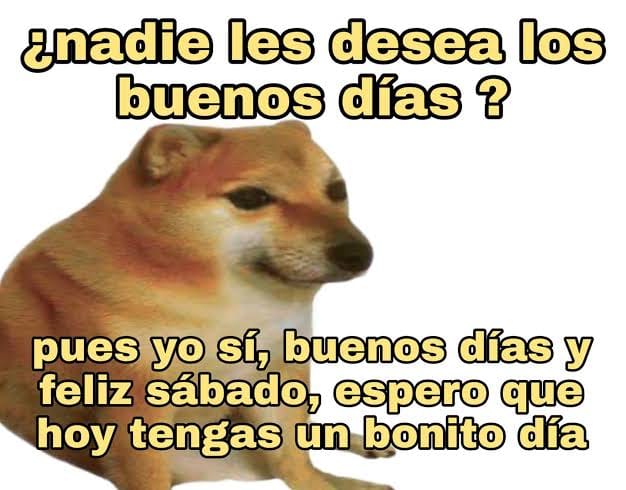 ¿nadie les desea los
buenos días ?
pues yo sí, buenos días y
feliz sábado, espero que
hoy tengas un bonito día